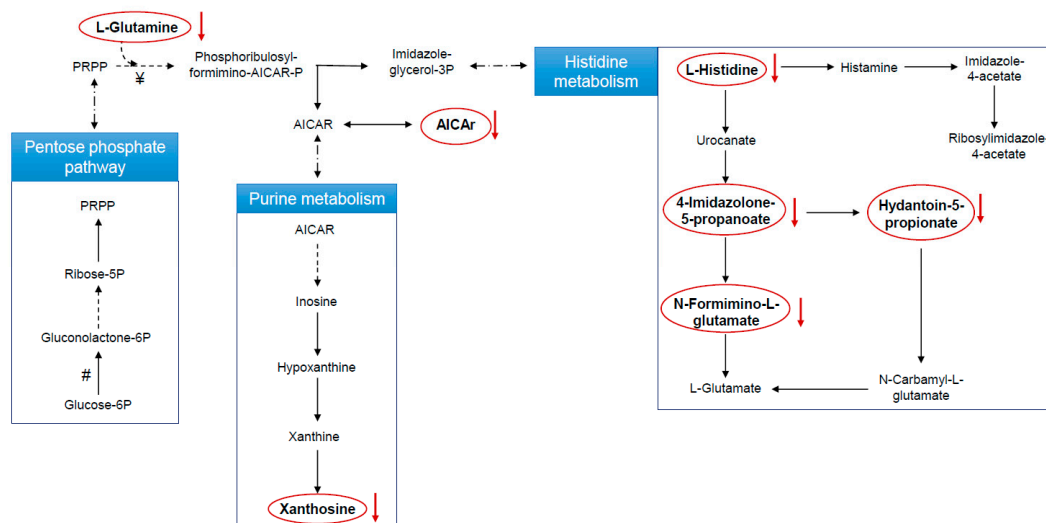 L-Glutamine
PRPP
¥
Phosphoribulosyl-
formimino-AICAR-P
Imidazole-
glycerol-3P
Histidine
metabolism
AICAR
AICAr
Pentose phosphate
pathway
PRPP
Ribose-5P
Gluconolactone-6P
#
Glucose-6P
Purine metabolism
AICAR
Inosine
Hypoxanthine
Xanthine
Xanthosine
L-Histidine
Histamine
Imidazole-
4-acetate
Urocanate
Ribosylimidazole-
4-acetate
4-Imidazolone-
5-propanoate
Hydantoin-5-
propionate
N-Formimino-L-
glutamate
L-Glutamate
N-Carbamyl-L-
glutamate